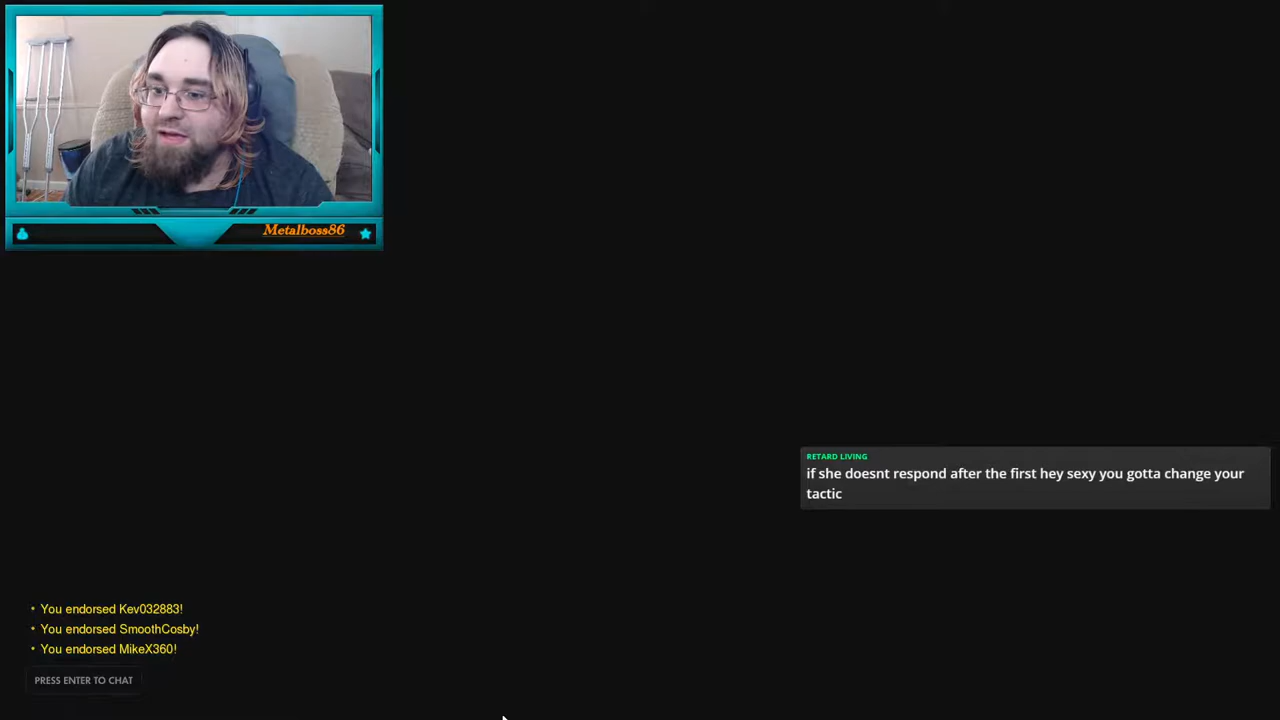 Metalboss86
RETARD LIVING
if she doesnt respond after the first hey sexy you gotta change your
tactic
• You endorsed Kev032883!
• You endorsed SmoothCosby!
• You endorsed MikeX360!
PRESS ENTER TO CHAT